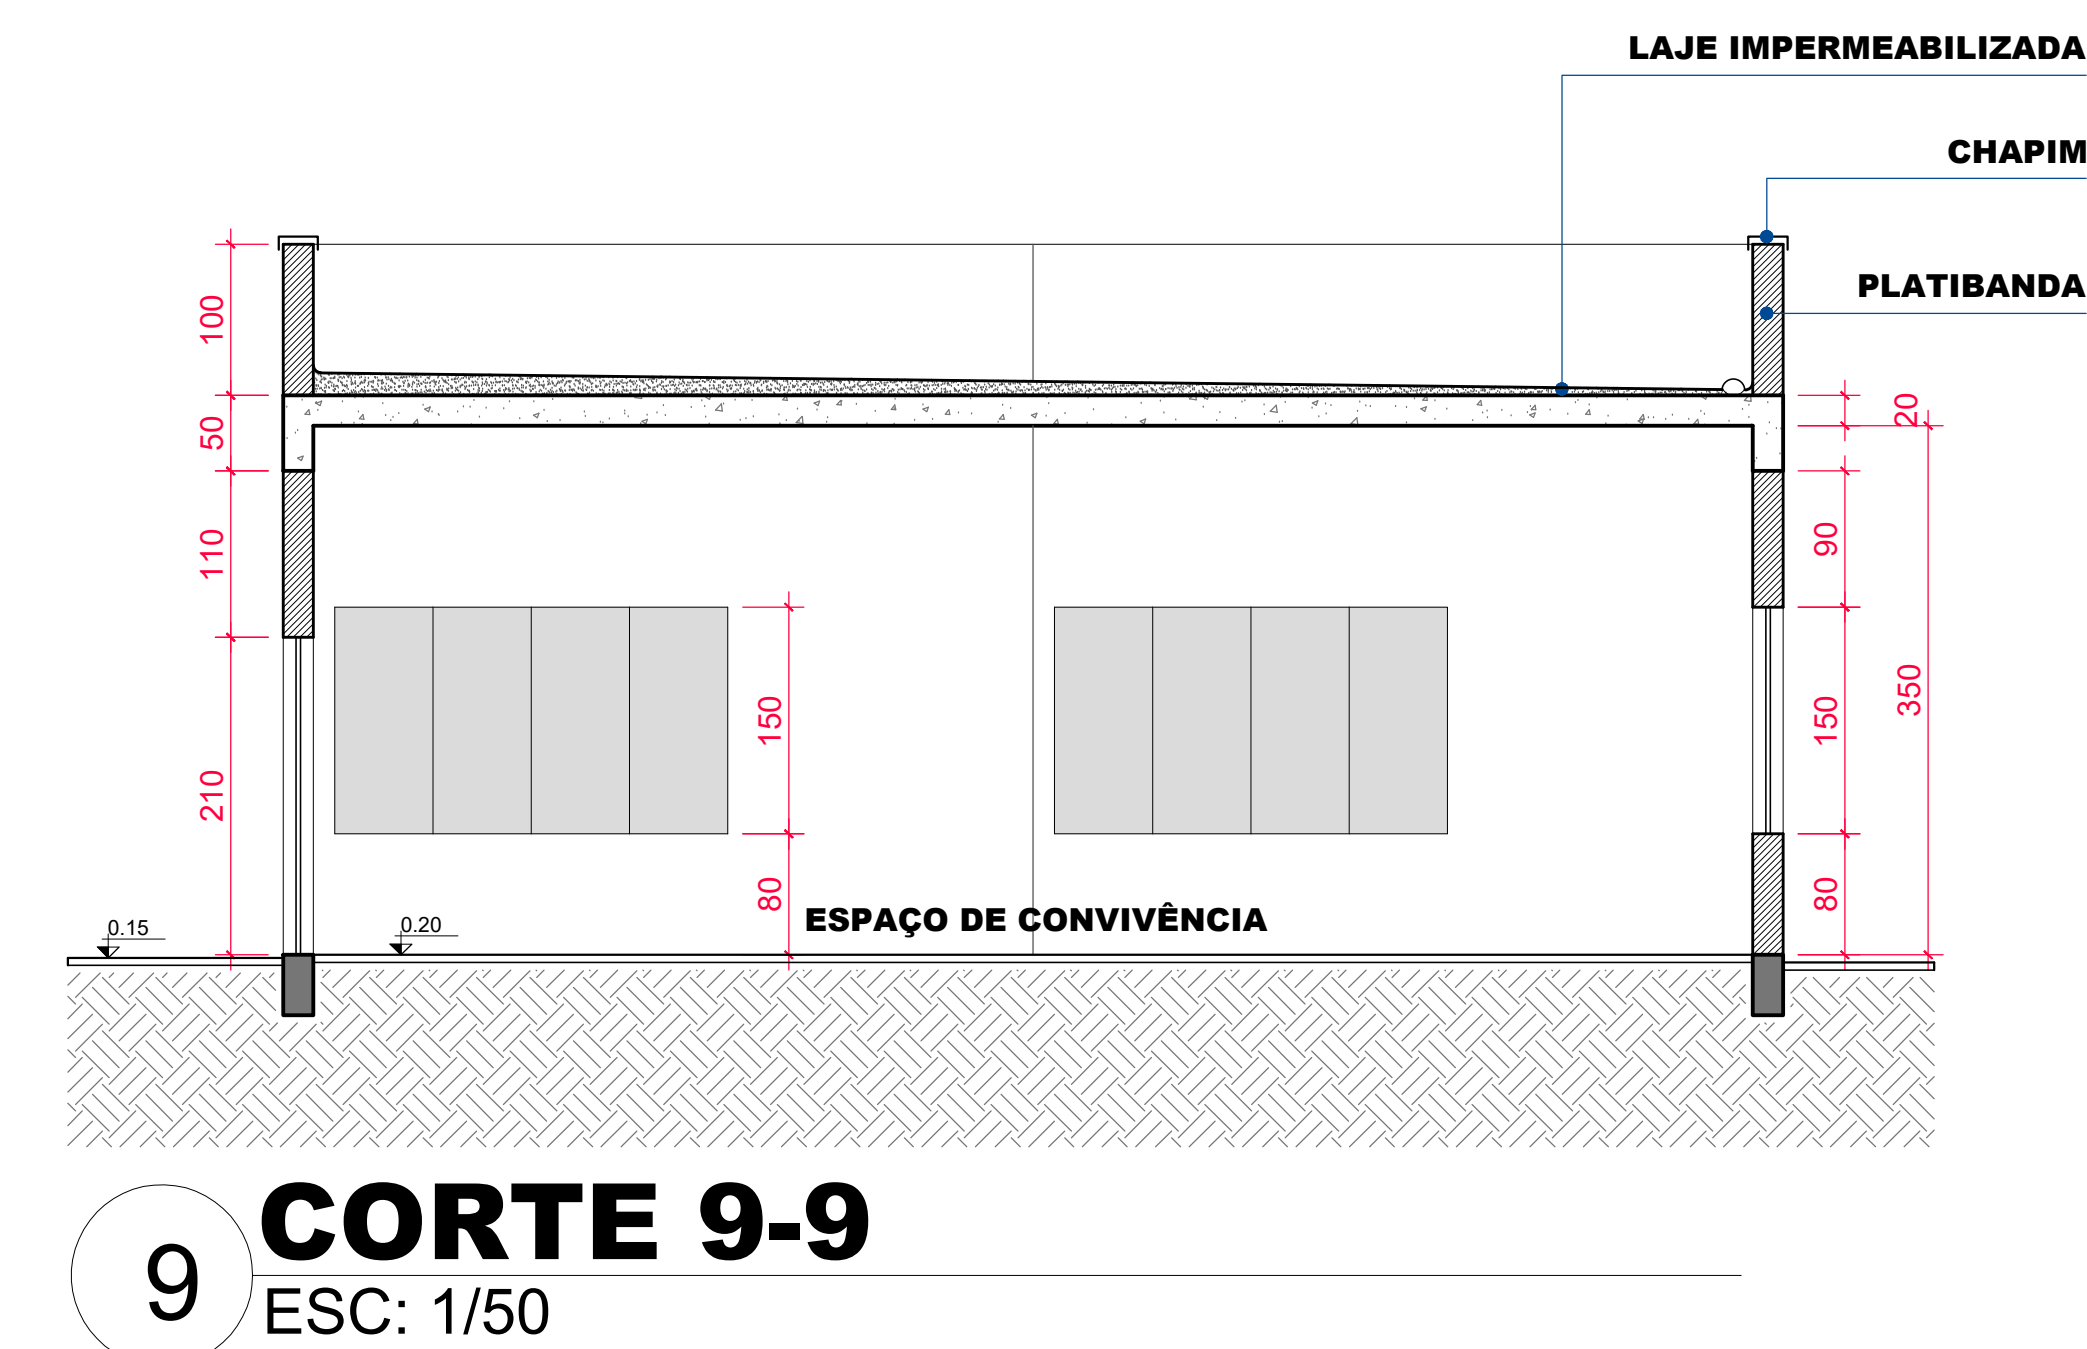 LAJE IMPERMEABILIZADA
CHAPIM
PLATIBANDA
100
50
110
210
20
90
150
80
350
150
80
0.15
0.20
ESPAÇO DE CONVIVÊNCIA
9
CORTE 9-9
ESC: 1/50